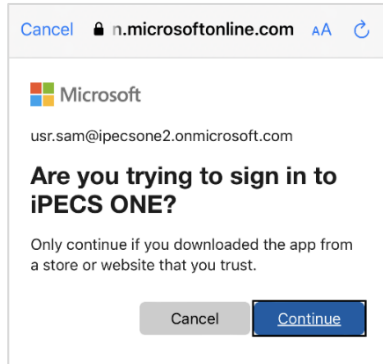 Cancel n.microsoftonline.com AA
Microsoft
usr.sam@ipecsone2.onmicrosoft.com
Are you trying to sign in to
iPECS ONE?
Only continue if you downloaded the app from
a store or website that you trust.
Cancel Continue